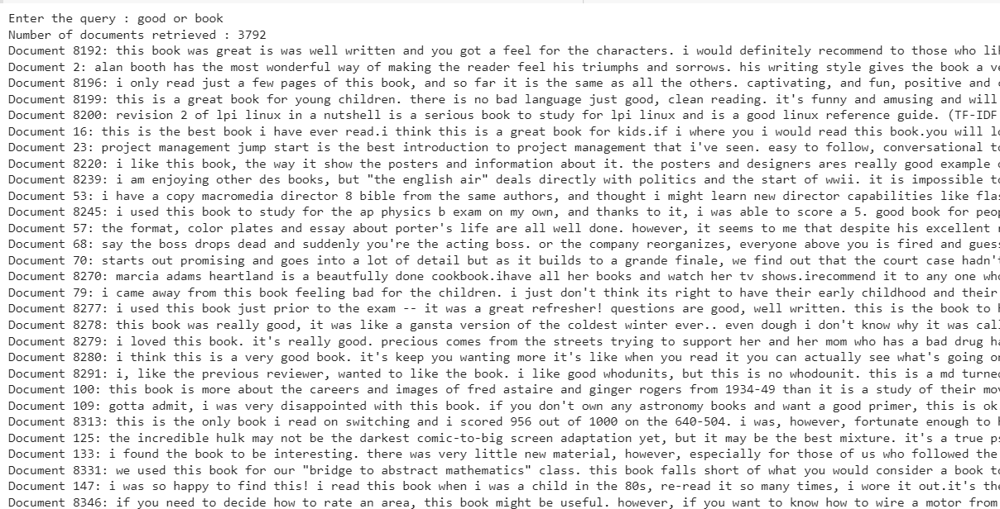 Enter the query : good or book
Number of documents retrieved : 3792
Document 8192: this book was great is was well written and you got a feel for the characters. i would definitely recommend to those who
Document 2: alan booth has the most wonderful way of making the reader feel his triumphs and sorrows. his writing style gives the book a
Document 8196: i only read just a few pages of this book, and so far it is the same as all the others. captivating, and fun, positive and
Document 8199: this is a great book for young children. there is no bad language just good, clean reading. it's funny and amusing and will
Document 8200: revision 2 of lpi linux in a nutshell is a serious book to study for lpi linux and is a good linux reference guide. (TF-IDF
Document 16: this is the best book i have ever read.i think this is a great book for kids.if i where you i would read this book.you will
Document 23: project management jump start is the best introduction to project management that i've seen. easy to follow, conversational
Document 8220: i like this book, the way it show the posters and information about it. the posters and designers ares really good example
Document 8239: i am enjoying other des books, but "the english air" deals directly with politics and the start of wwii. it is impossible
Document 53: i have a copy macromedia director 8 bible from the same authors, and thought i might learn new director capabilities like
Document 8245: i used this book to study for the ap physics b exam on my own, and thanks to it, i was able to score a 5. good book for
Document 57: the format, color plates and essay about porter's life are all well done. however, it seems to me that despite his excellent
Document 68: say the boss drops dead and suddenly you're the acting boss. or the company reorganizes, everyone above you is fired and
Document 70: starts out promising and goes into a lot of detail but as it builds to a grande finale, we find out that the court case
Document 8270: marcia adams heartland is a beautfully done cookbook.ihave all her books and watch her tv shows.irecommend it to any one
Document 79: i came away from this book feeling bad for the children. i just don't think its right to have their early childhood and their
Document 8277: i used this book just prior to the exam -- it was a great refresher! questions are good, well written. this is the book to
Document 8278: this book was really good, it was like a gansta version of the coldest winter ever.. even dough i don't know why it was
Document 8279: i loved this book. it's really good. precious comes from the streets trying to support her and her mom who has a bad drug
Document 8280: i think this is a very good book. it's keep you wanting more it's like when you read it you can actually see what's going
Document 8291: i, like the previous reviewer, wanted to like the book. i like good whodunits, but this is no whodounit. this is a md turned
Document 100: this book is more about the careers and images of fred astaire and ginger rogers from 1934-49 than it is a study of their
Document 109: gotta admit, i was very disappointed with this book. if you don't own any astronomy books and want a good primer, this is ok
Document 8313: this is the only book i read on switching and i scored 956 out of 1000 on the 640-504. i was, however, fortunate enough to
Document 125: the incredible hulk may not be the darkest comic-to-big screen adaptation yet, but it may be the best mixture. it's a true
Document 133: i found the book to be interesting. there was very little new material, however, especially for those of us who followed the
Document 8331: we used this book for our "bridge to abstract mathematics" class. this book falls short of what you would consider a book
Document 147: i was so happy to find this! i read this book when i was a child in the 80s, re-read it so many times, i wore it out.it's
Document 8346: if you need to decide how to rate an area, this book might be useful. however, if you want to know how to wire a motor from